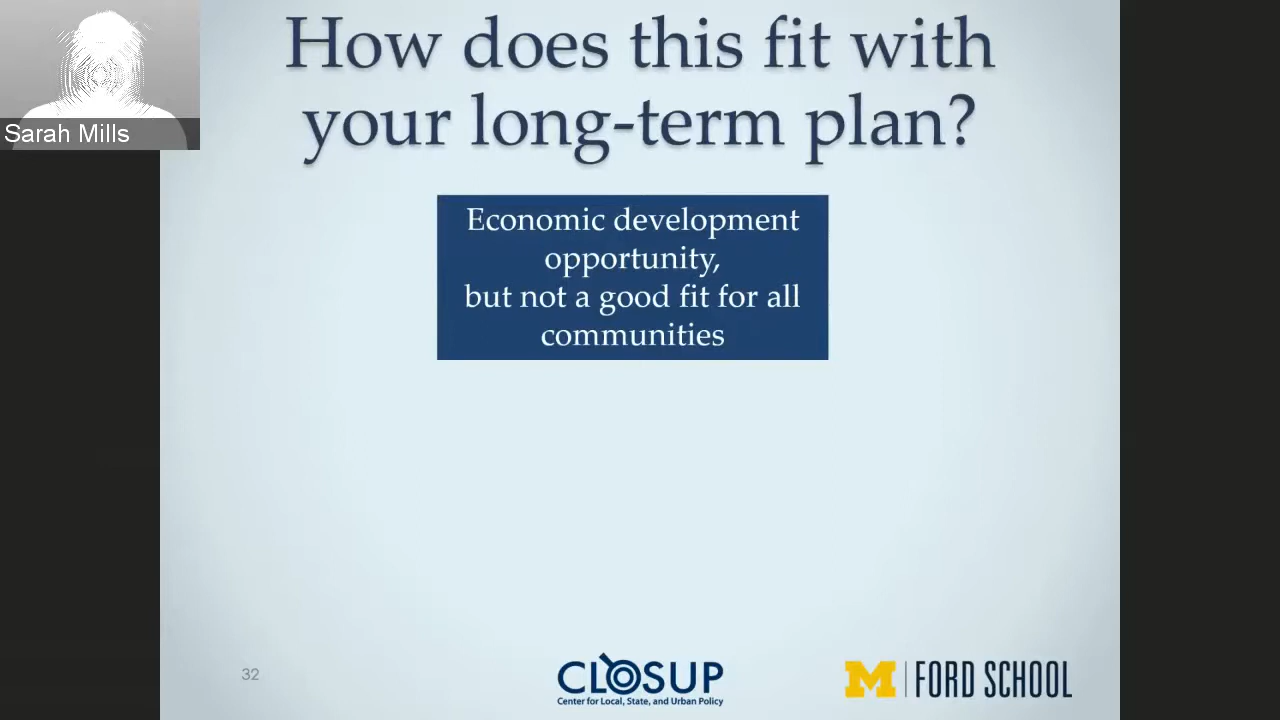 Sarah Mills
How does this fit with
your long-term plan?
Economic development
opportunity,
but not a good fit for all
communities
32
CLOSUP
Center for Local, State, and Urban Policy
M FORD SCHOOL